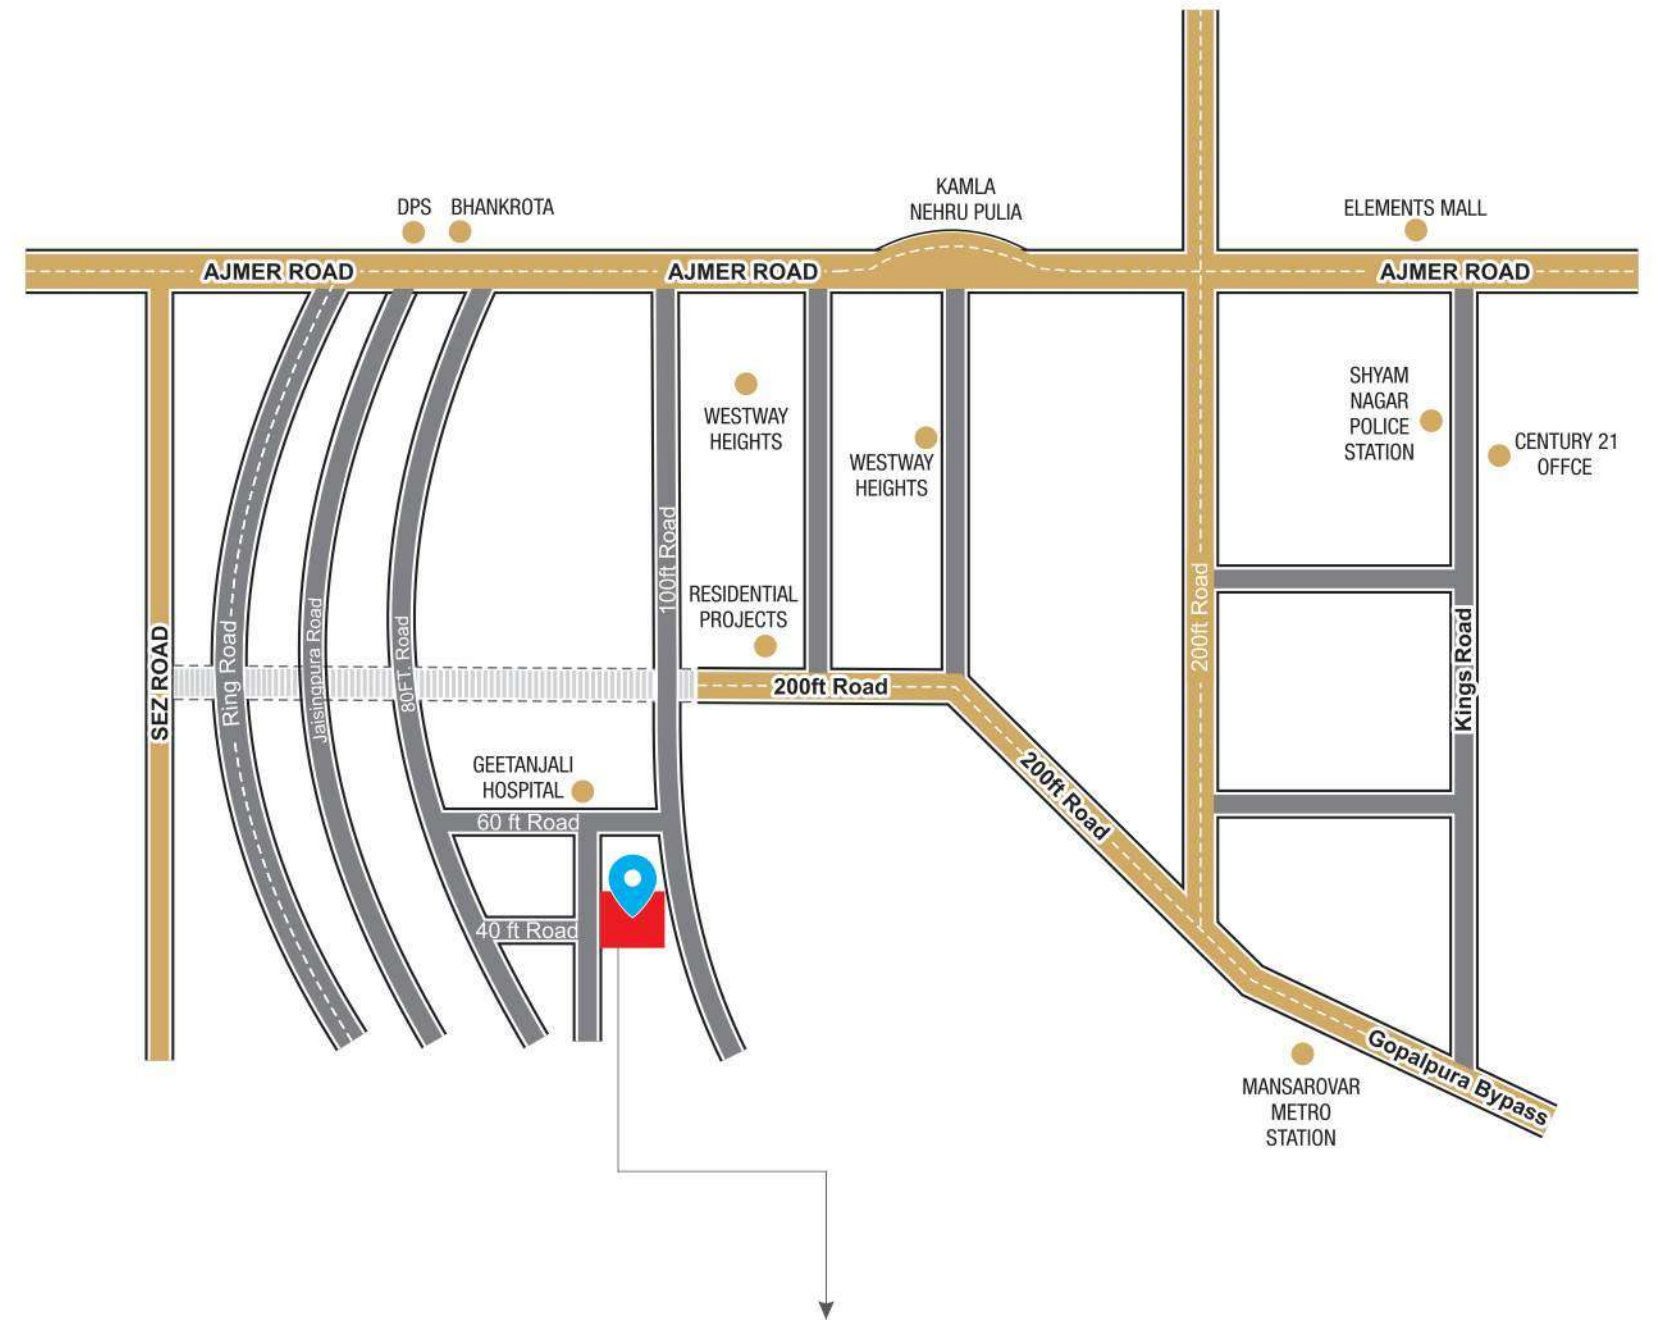 KAMLA
NEHRU PULIA
DPS
BHANKROTA
ELEMENTS MALL
AJMER ROAD
AJMER ROAD
AJMER ROAD
SHYAM
NAGAR
POLICE
STATION
CENTURY 21
OFFCE
WESTWAY
HEIGHTS
WESTWAY
HEIGHTS
100ft Road
RESIDENTIAL
PROJECTS
200ft Road
SEZ ROAD
Ring Road
Jaisingpura Road
80FT. Road
200ft Road
Kings Road
200ft Road
GEETANJALI
HOSPITAL
60 ft Road
40 ft Road
Gopalpura Bypass
MANSAROVAR
METRO
STATION